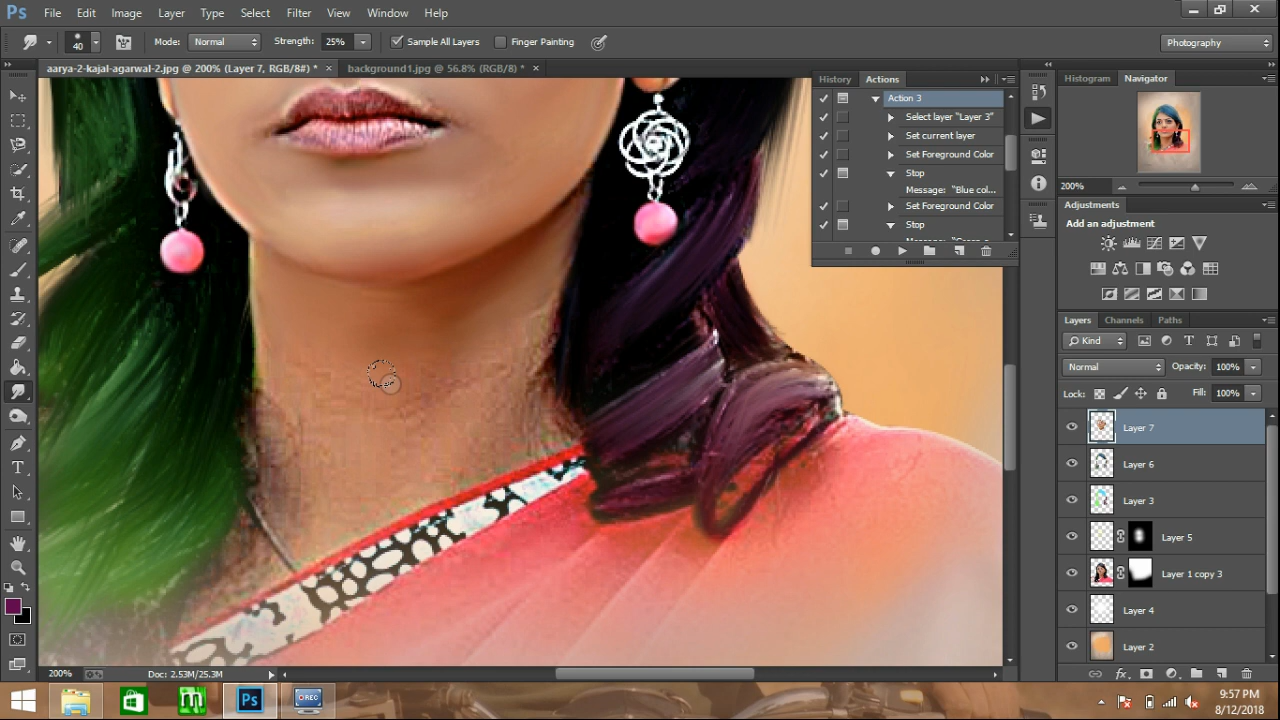 Ps File Edit Image Layer Type Select Filter View Window Help
40 Mode: Normal Strength: 25% Sample All Layers Finger Painting Photography
aarya-2-kajal-agarwal-2.jpg @ 200% (Layer 7, RGB/8#) * × background1.jpg @ 56.8% (RGB/8) * ×
History Actions
Action 3
Select layer "Layer 3"
Set current layer
Set Foreground Color
Stop
Message: "Blue col...
Set Foreground Color
Stop
Histogram Navigator
200%
Adjustments
Add an adjustment
Layers Channels Paths
Kind
Normal Opacity: 100%
Lock: Fill: 100%
Layer 7
Layer 6
Layer 3
Layer 5
Layer 1 copy 3
Layer 4
Layer 2
200% Doc: 2.53M/25.3M
Ps REC 9:57 PM
8/12/2018